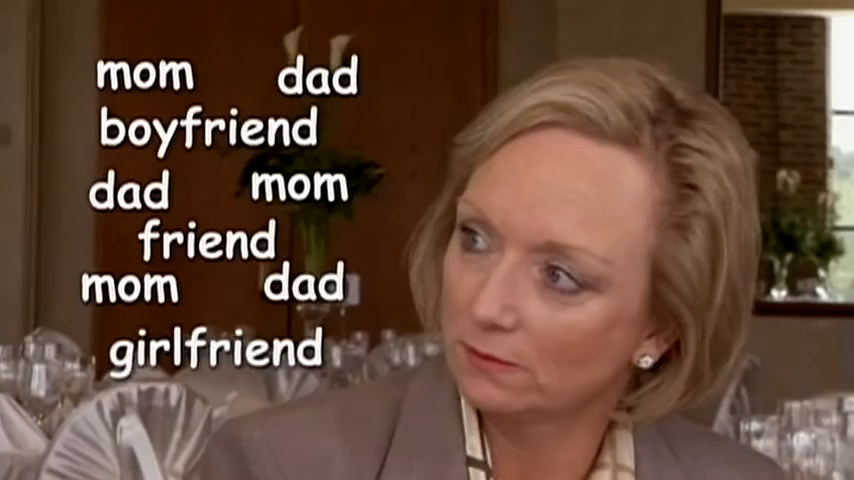 mom dad
boyfriend
dad mom
friend
mom dad
girlfriend